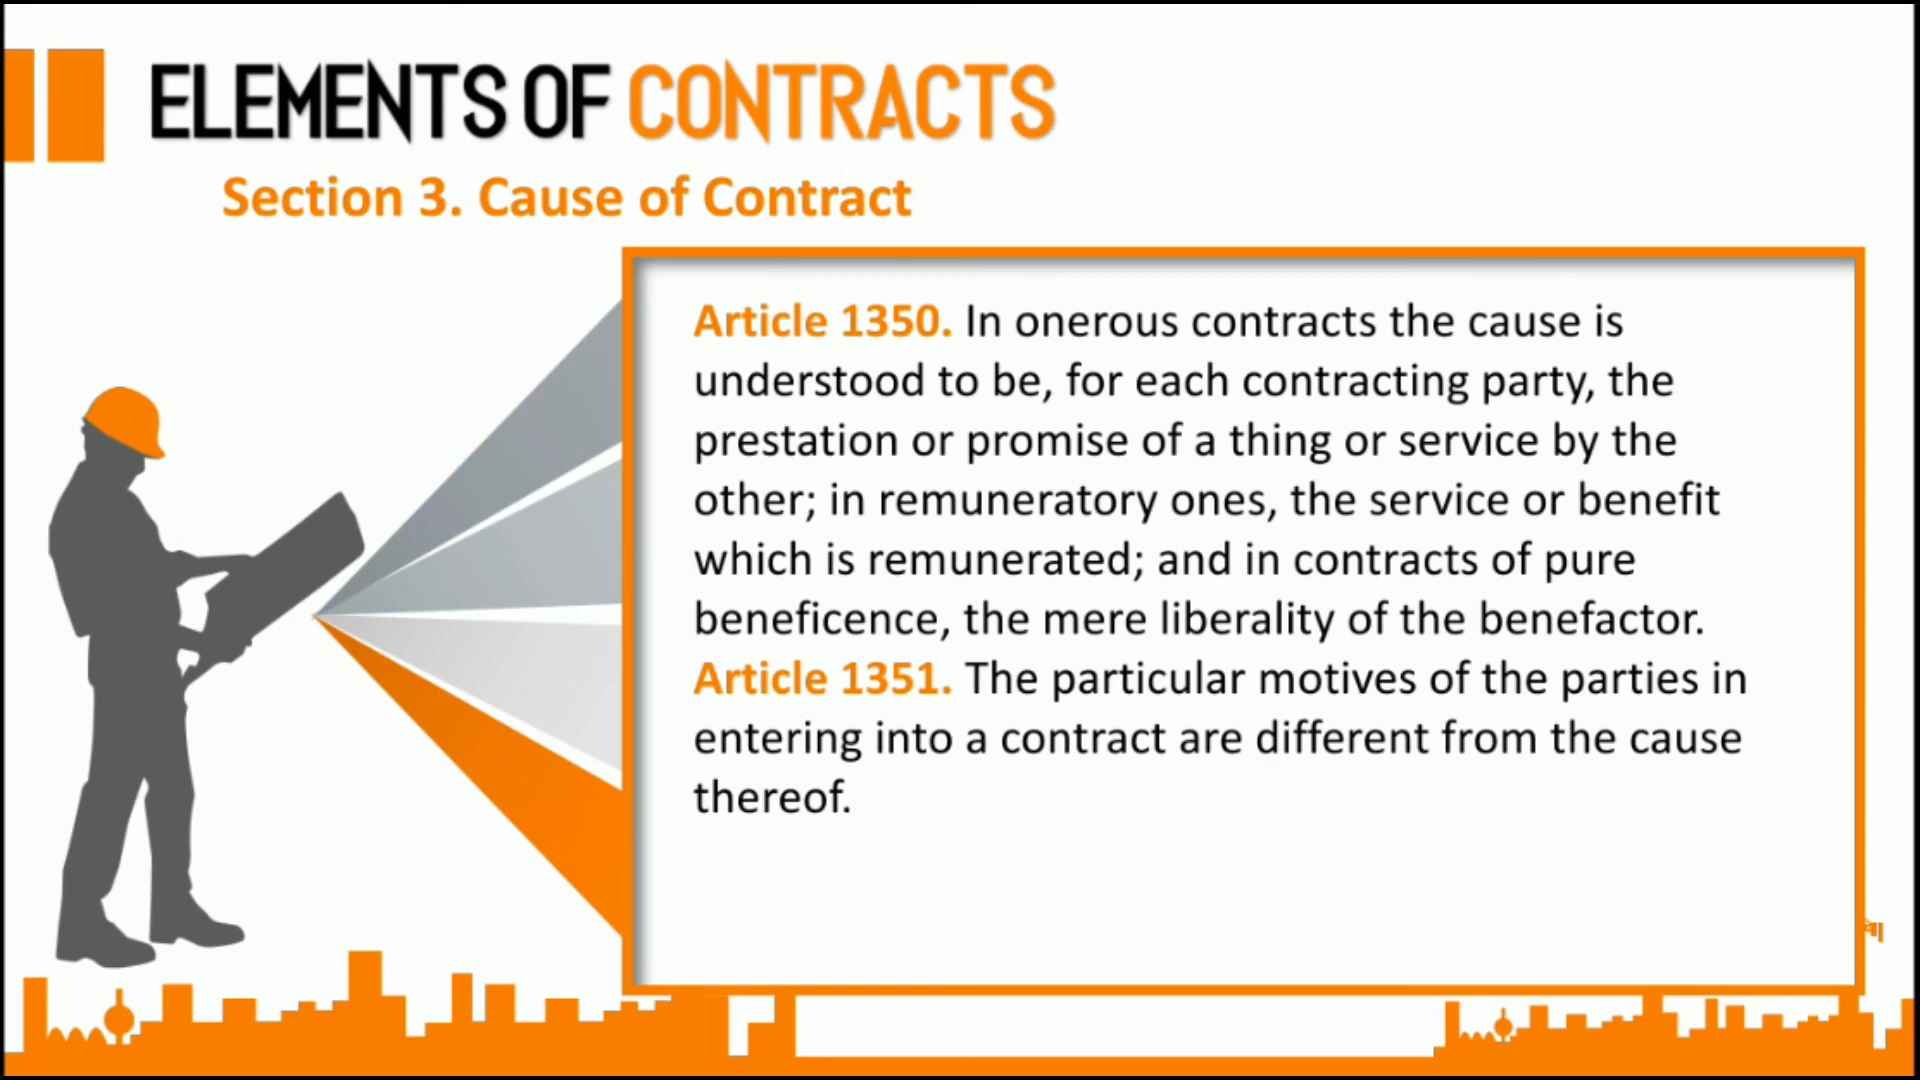 ELEMENTS OF CONTRACTS
Section 3. Cause of Contract
Article 1350. In onerous contracts the cause is
understood to be, for each contracting party, the
prestation or promise of a thing or service by the
other; in remuneratory ones, the service or benefit
which is remunerated; and in contracts of pure
beneficence, the mere liberality of the benefactor.
Article 1351. The particular motives of the parties in
entering into a contract are different from the cause
thereof.